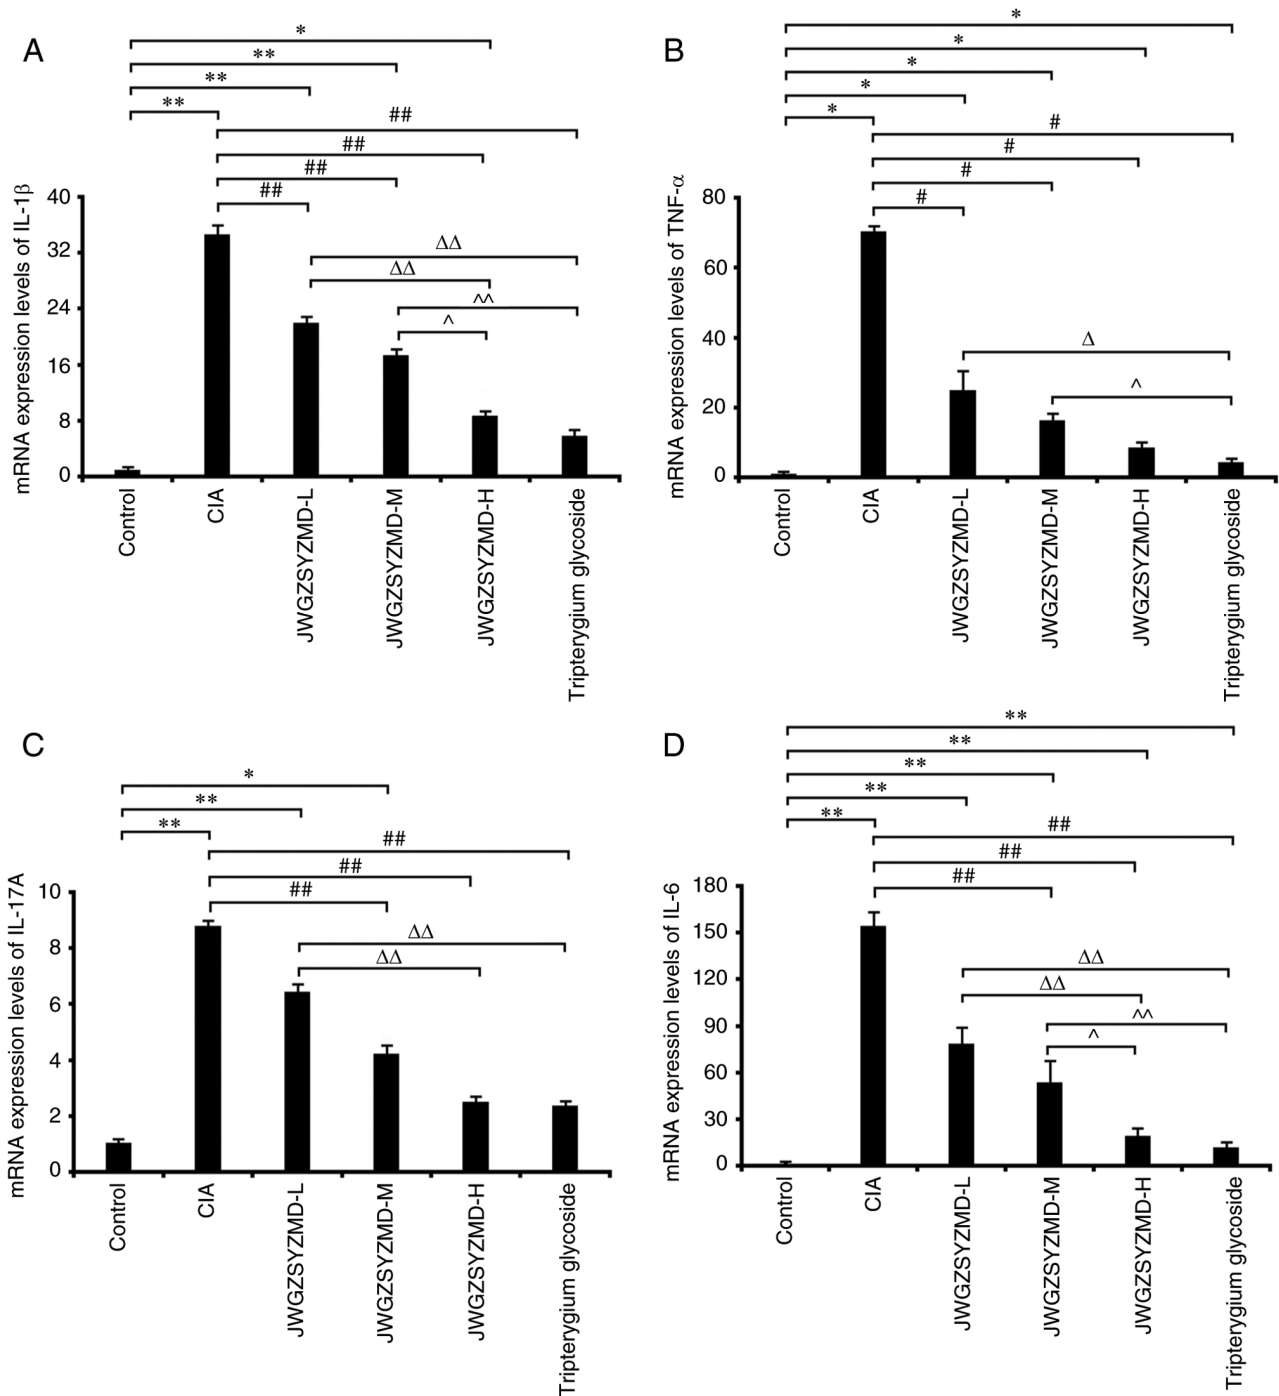 A
*
**
**
**
##
##
##
##
ΔΔ
ΔΔ
^^
^
mRNA expression levels of IL-1β
40
32
24
16
8
0
Control
CIA
JWGZSYZMD-L
JWGZSYZMD-M
JWGZSYZMD-H
Tripterygium glycoside
B
*
*
*
*
*
#
#
#
#
Δ
^
mRNA expression levels of TNF-α
80
60
40
20
0
Control
CIA
JWGZSYZMD-L
JWGZSYZMD-M
JWGZSYZMD-H
Tripterygium glycoside
C
*
**
**
##
##
##
ΔΔ
ΔΔ
mRNA expression levels of IL-17A
10
8
6
4
2
0
Control
CIA
JWGZSYZMD-L
JWGZSYZMD-M
JWGZSYZMD-H
Tripterygium glycoside
D
**
**
**
**
**
##
##
##
ΔΔ
ΔΔ
^^
^
mRNA expression levels of IL-6
180
150
120
90
60
30
0
Control
CIA
JWGZSYZMD-L
JWGZSYZMD-M
JWGZSYZMD-H
Tripterygium glycoside